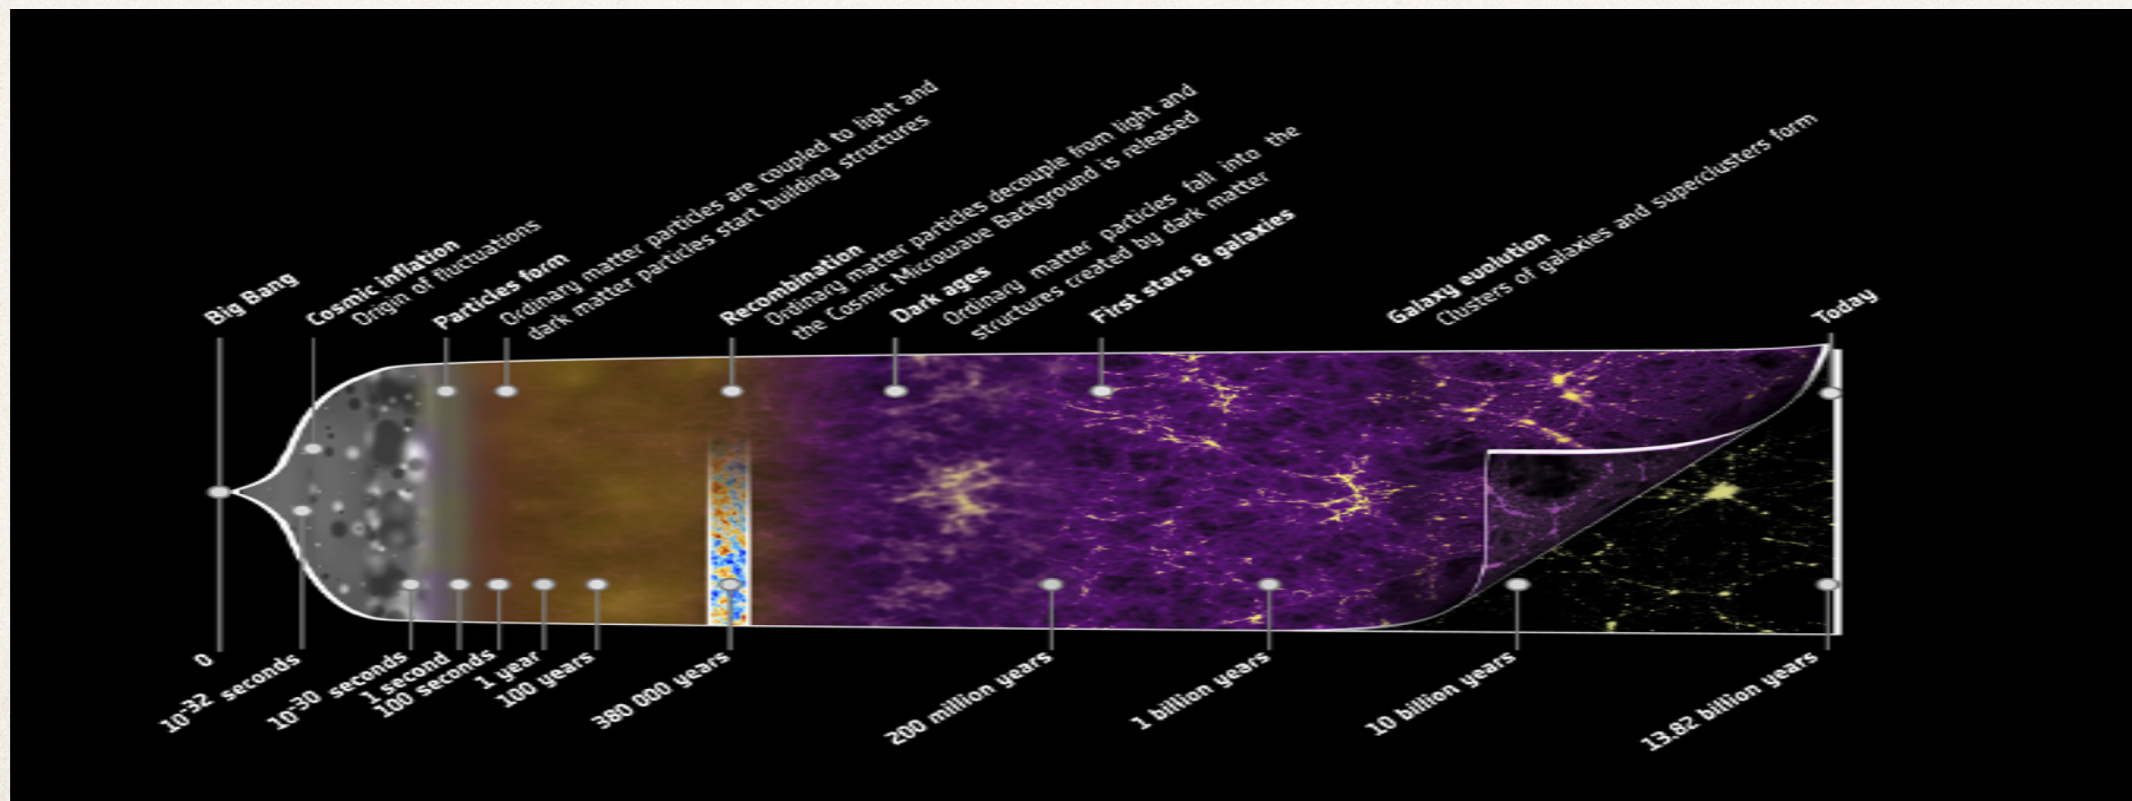 Big Bang
Cosmic inflation
Origin of fluctuations
Particles form
Ordinary matter particles are coupled to light and
dark matter particles start building structures
Recombination
Ordinary matter particles decouple from light and
the Cosmic Microwave Background is released
Dark ages
Ordinary matter particles fall into the
structures created by dark matter
First stars & galaxies
Galaxy evolution
Clusters of galaxies and superclusters form
Today
0
10⁻³² seconds
10⁻³⁰ seconds
1 second
100 seconds
1 year
100 years
380 000 years
200 million years
1 billion years
10 billion years
13.82 billion years